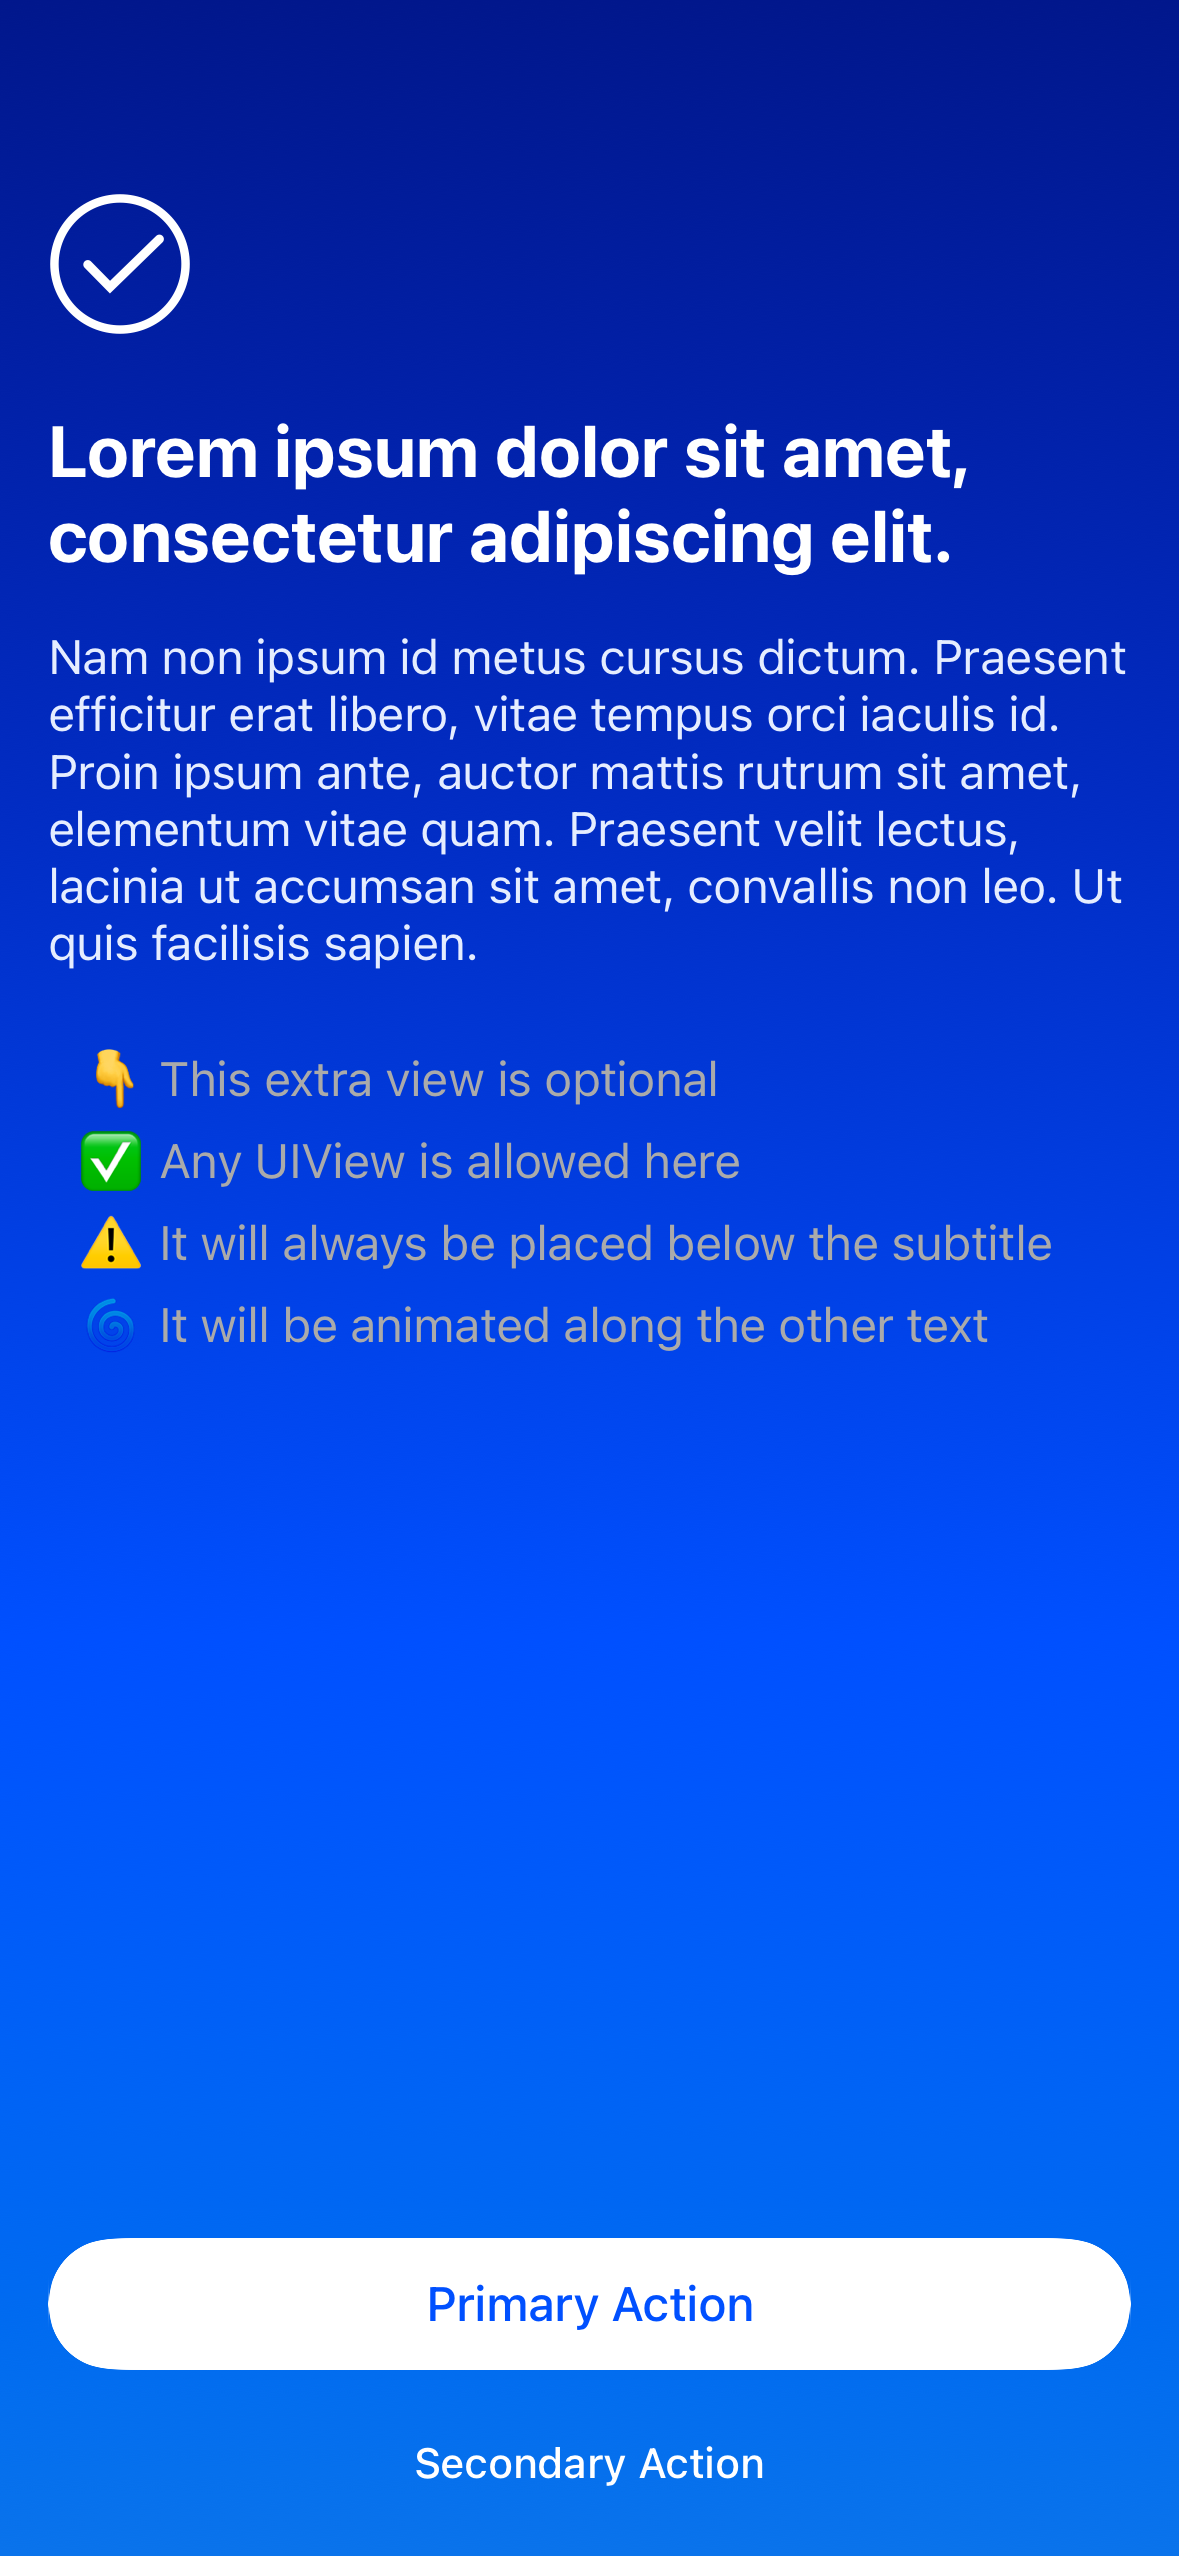 Lorem ipsum dolor sit amet,
consectetur adipiscing elit.
Nam non ipsum id metus cursus dictum. Praesent
efficitur erat libero, vitae tempus orci iaculis id.
Proin ipsum ante, auctor mattis rutrum sit amet,
elementum vitae quam. Praesent velit lectus,
lacinia ut accumsan sit amet, convallis non leo. Ut
quis facilisis sapien.
👇 This extra view is optional
✅ Any UIView is allowed here
⚠️ It will always be placed below the subtitle
🌀 It will be animated along the other text
Primary Action
Secondary Action